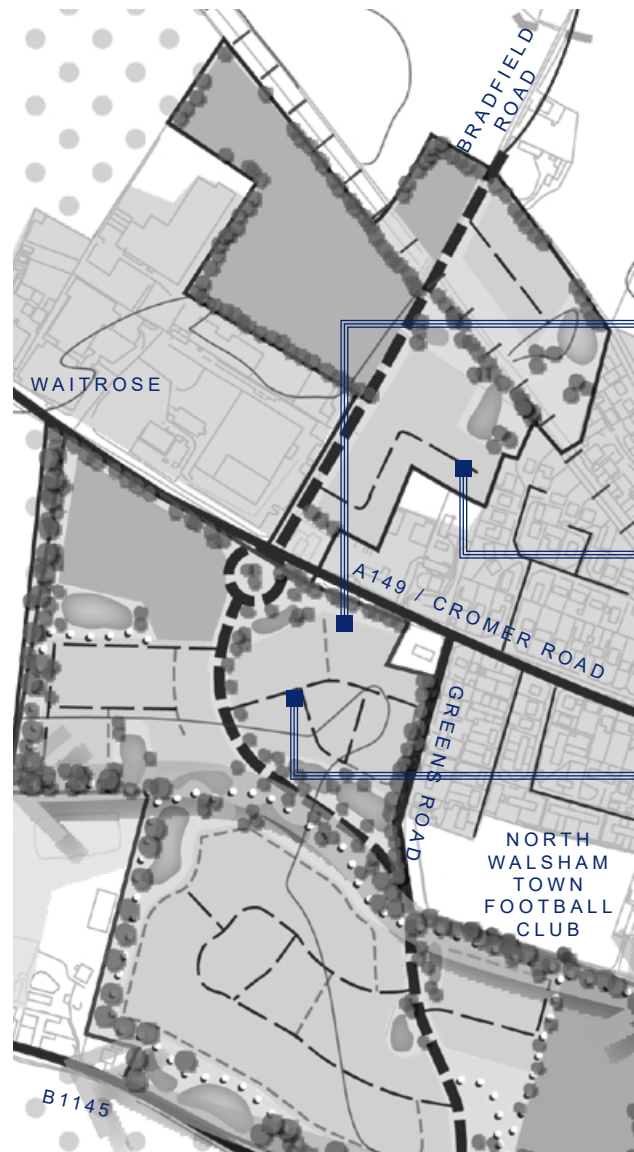 BRADFIELD
ROAD
WAITROSE
A149 / CROMER ROAD
GREENS ROAD
NORTH
WALSHAM
TOWN
FOOTBALL
CLUB
B1145